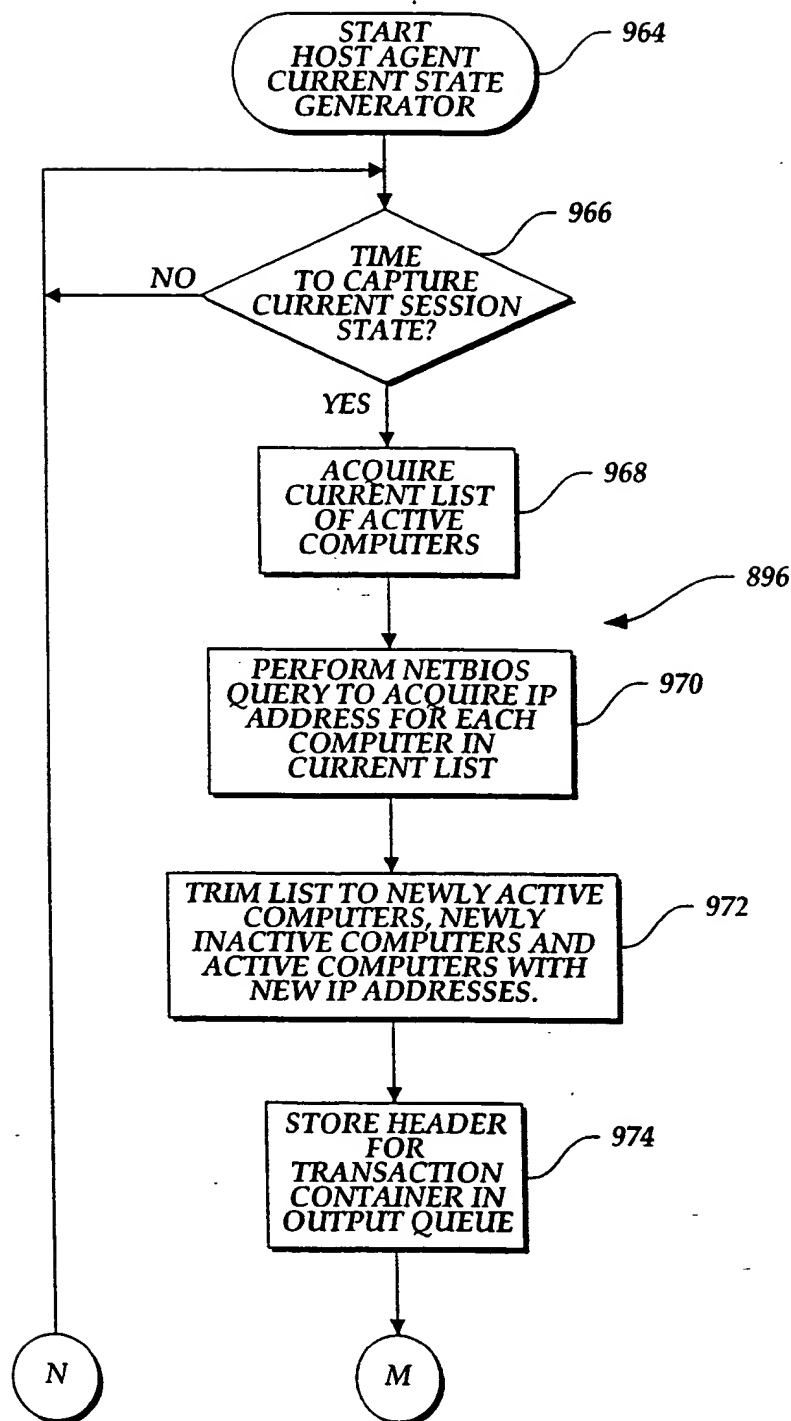 START
HOST AGENT
CURRENT STATE
GENERATOR
964
TIME
TO CAPTURE
CURRENT SESSION
STATE?
966
NO
YES
ACQUIRE
CURRENT LIST
OF ACTIVE
COMPUTERS
968
896
PERFORM NETBIOS
QUERY TO ACQUIRE IP
ADDRESS FOR EACH
COMPUTER IN
CURRENT LIST
970
TRIM LIST TO NEWLY ACTIVE
COMPUTERS, NEWLY
INACTIVE COMPUTERS AND
ACTIVE COMPUTERS WITH
NEW IP ADDRESSES.
972
STORE HEADER
FOR
TRANSACTION
CONTAINER IN
OUTPUT QUEUE
974
N
M